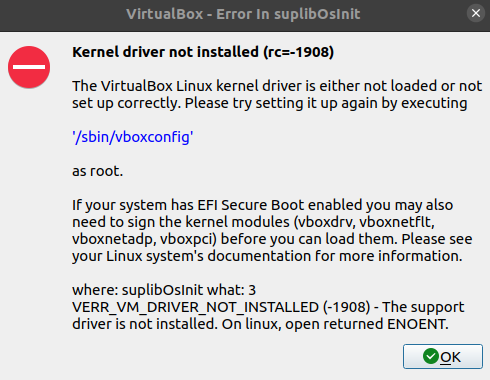 VirtualBox - Error In suplibOsInit
Kernel driver not installed (rc=-1908)
The VirtualBox Linux kernel driver is either not loaded or not
set up correctly. Please try setting it up again by executing
'/sbin/vboxconfig'
as root.
If your system has EFI Secure Boot enabled you may also
need to sign the kernel modules (vboxdrv, vboxnetflt,
vboxnetadp, vboxpci) before you can load them. Please see
your Linux system's documentation for more information.
where: suplibOsInit what: 3
VERR_VM_DRIVER_NOT_INSTALLED (-1908) - The support
driver is not installed. On linux, open returned ENOENT.
OK